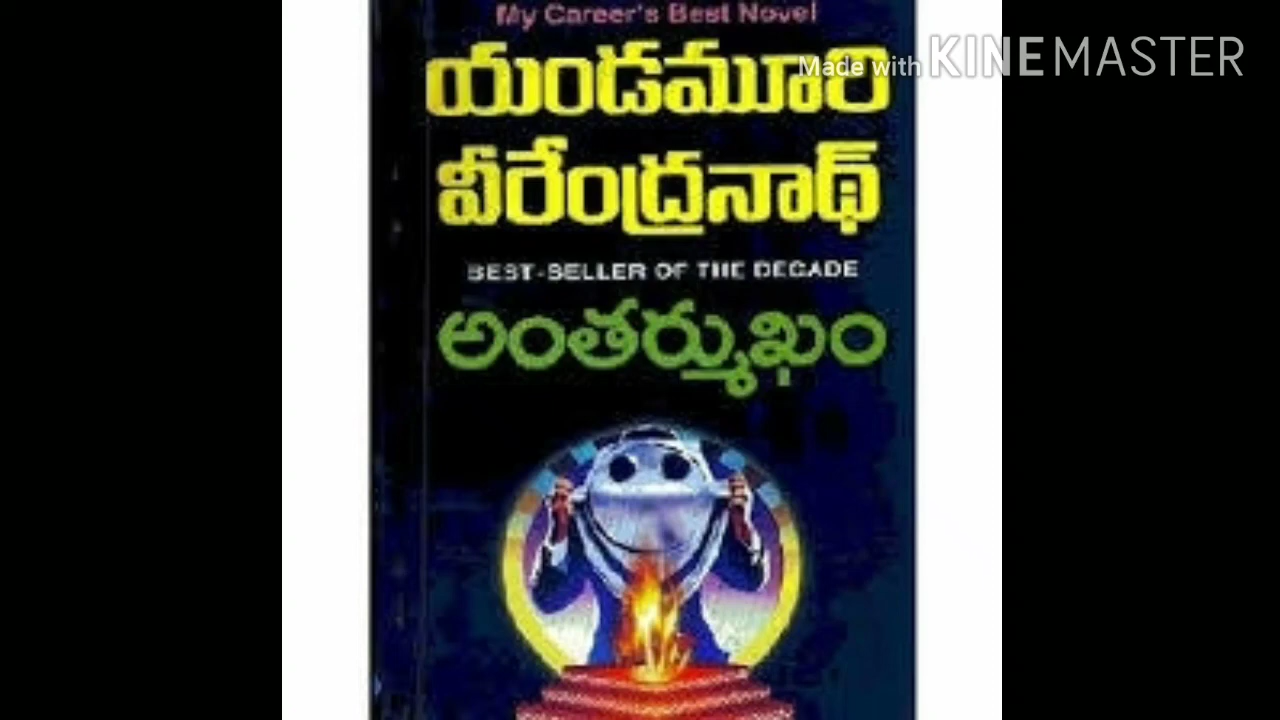 My Career's Best Novel
Made with KINEMASTER
యండమూరి
వీరేంద్రనాథ్
BEST-SELLER OF THE DECADE
అంతర్ముఖం